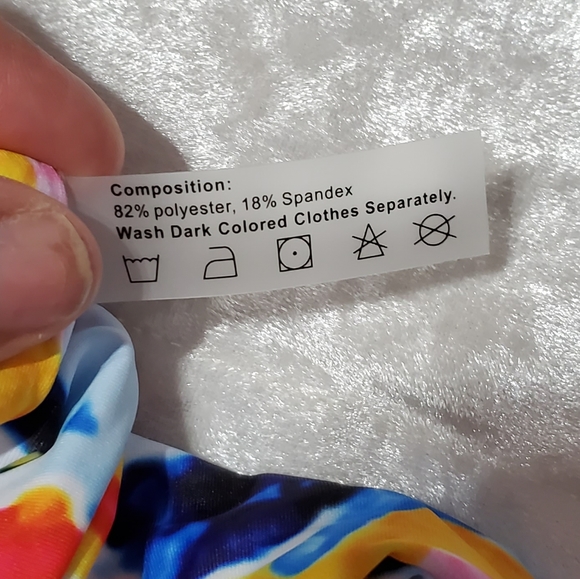 Composition:
82% polyester, 18% Spandex
Wash Dark Colored Clothes Separately.